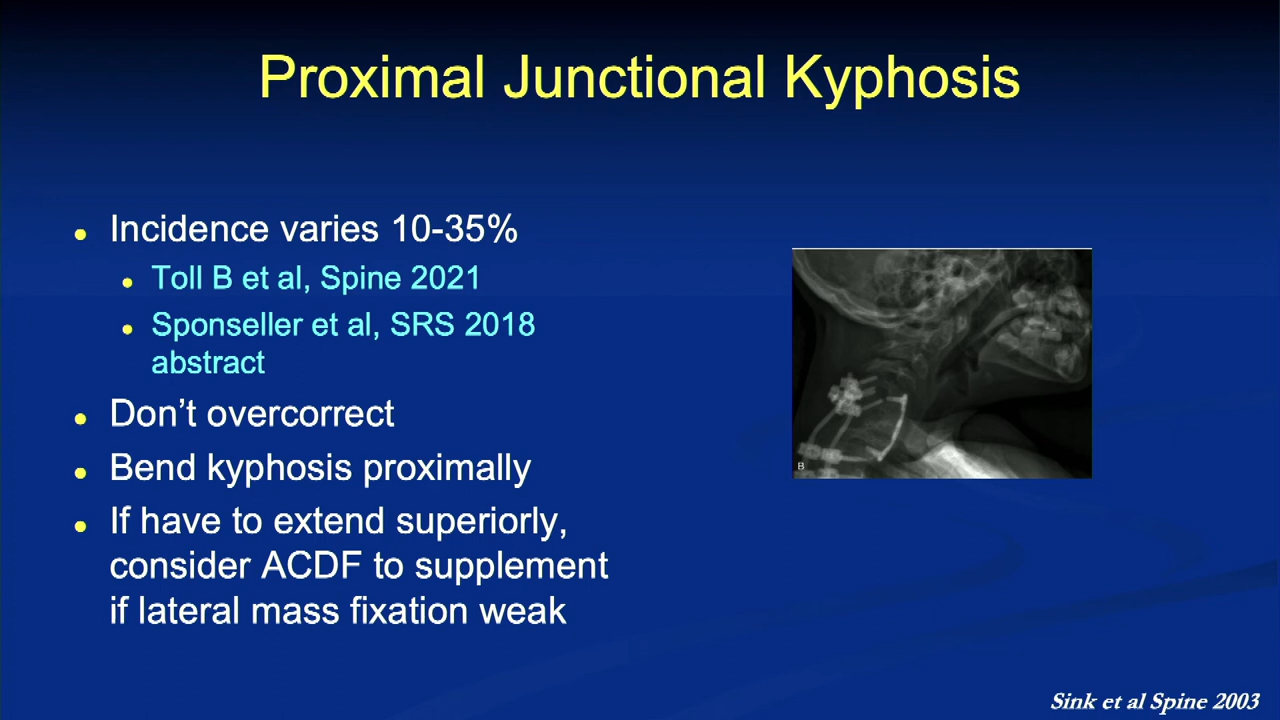 Proximal Junctional Kyphosis
• Incidence varies 10-35%
• Toll B et al, Spine 2021
• Sponseller et al, SRS 2018
abstract
• Don’t overcorrect
• Bend kyphosis proximally
• If have to extend superiorly,
consider ACDF to supplement
if lateral mass fixation weak
B
Sink et al Spine 2003